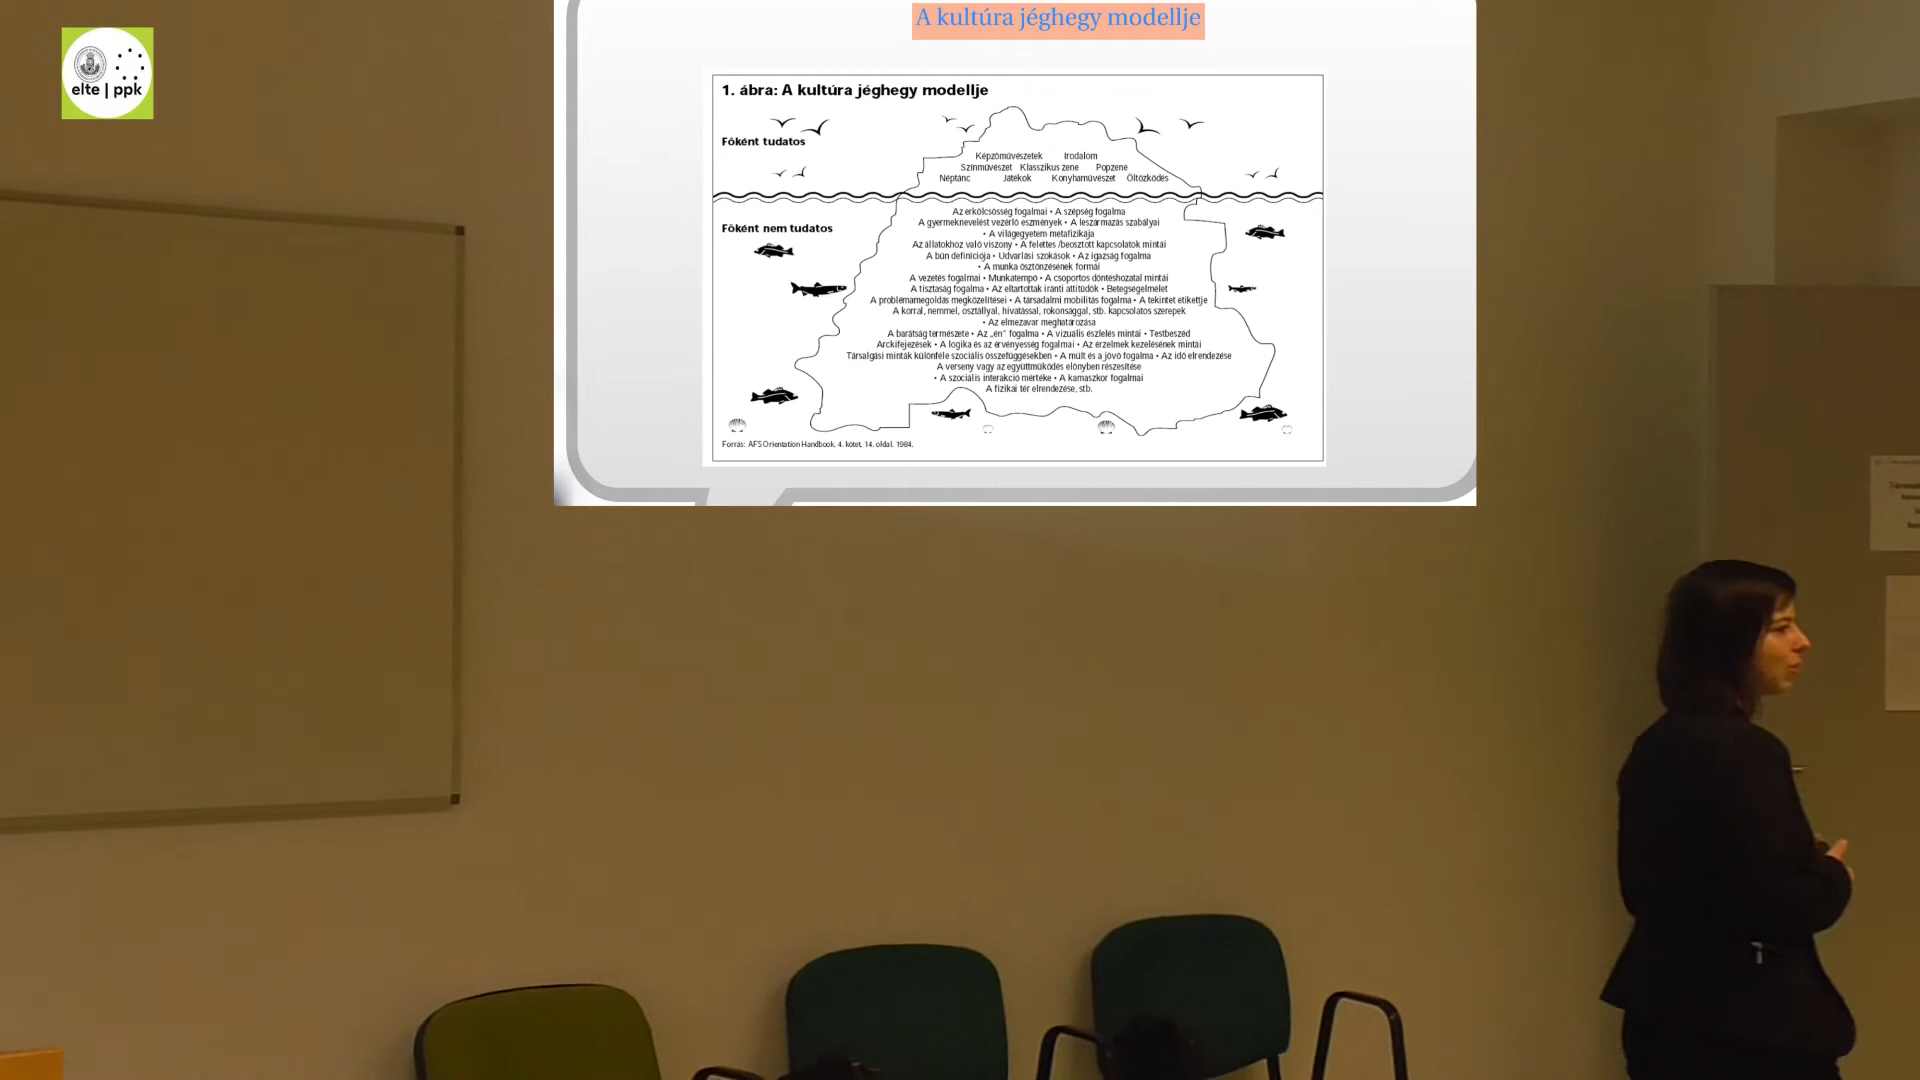 A kultúra jéghegy modellje
elte | ppk
1. ábra: A kultúra jéghegy modellje
Főként tudatos
Képzőművészetek Irodalom
Színművészet Klasszikus zene Popzene
Néptánc Játékok Konyhaművészet Öltözködés
Főként nem tudatos
Az erkölcsösség fogalmai • A szépség fogalma
A gyermeknevelést vezérlő eszmények • A leszármazás szabályai
• A világegyetem metafizikája
Az állatokhoz való viszony • A felettes /beosztott kapcsolatok mintái
A bűn definíciója • Udvarlási szokások • Az igazság fogalma
• A munka ösztönzésének formái
A vezetés fogalmai • Munkatempó • A csoportos döntéshozatal mintái
A tisztaság fogalma • Az eltartottak iránti attitűdök • Betegségelmélet
A problémamegoldás megközelítései • A társadalmi mobilitás fogalma • A tekintet etikettje
A korral, nemmel, osztállyal, hivatással, rokonsággal, stb. kapcsolatos szerepek
• Az elmezavar meghatározása
A barátság természete • Az „én” fogalma • A vizuális észlelés mintái • Testbeszéd
Arckifejezések • A logika és az érvényesség fogalmai • Az érzelmek kezelésének mintái
Társalgási minták különféle szociális összefüggésekben • A múlt és a jövő fogalma • Az idő elrendezése
A verseny vagy az együttműködés előnyben részesítése
• A szociális interakció mértéke • A kamaszkor fogalmai
A fizikai tér elrendezése, stb.
Forrás: AFS Orientation Handbook. 4. kötet. 14. oldal. 1984.